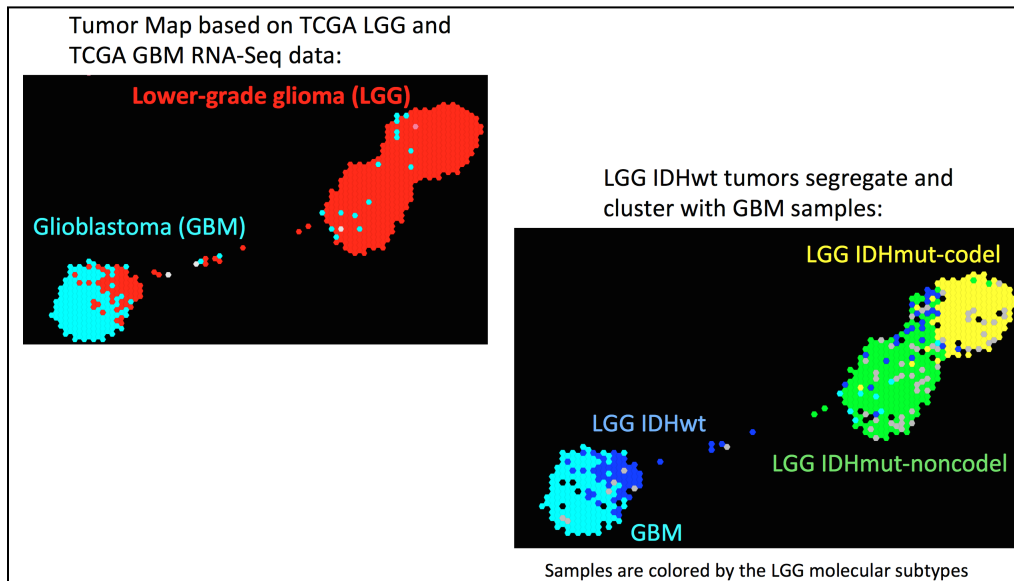 Tumor Map based on TCGA LGG and
TCGA GBM RNA-Seq data:
Lower-grade glioma (LGG)
Glioblastoma (GBM)
LGG IDHwt tumors segregate and
cluster with GBM samples:
LGG IDHmut-codel
LGG IDHwt
LGG IDHmut-noncodel
GBM
Samples are colored by the LGG molecular subtypes